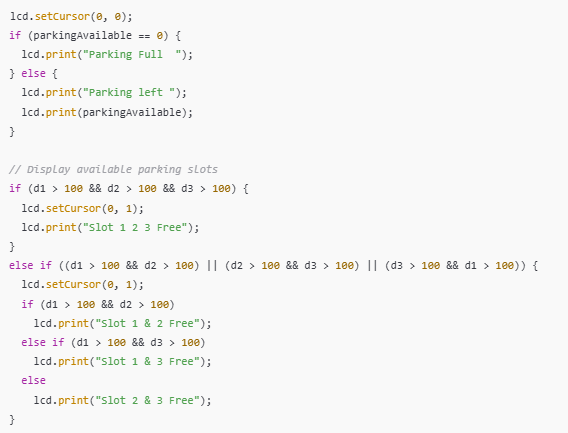 lcd.setCursor(0, 0);
if (parkingAvailable == 0) {
  lcd.print("Parking Full  ");
} else {
  lcd.print("Parking left ");
  lcd.print(parkingAvailable);
}

// Display available parking slots
if (d1 > 100 && d2 > 100 && d3 > 100) {
  lcd.setCursor(0, 1);
  lcd.print("Slot 1 2 3 Free");
}
else if ((d1 > 100 && d2 > 100) || (d2 > 100 && d3 > 100) || (d3 > 100 && d1 > 100)) {
  lcd.setCursor(0, 1);
  if (d1 > 100 && d2 > 100)
    lcd.print("Slot 1 & 2 Free");
  else if (d1 > 100 && d3 > 100)
    lcd.print("Slot 1 & 3 Free");
  else
    lcd.print("Slot 2 & 3 Free");
}